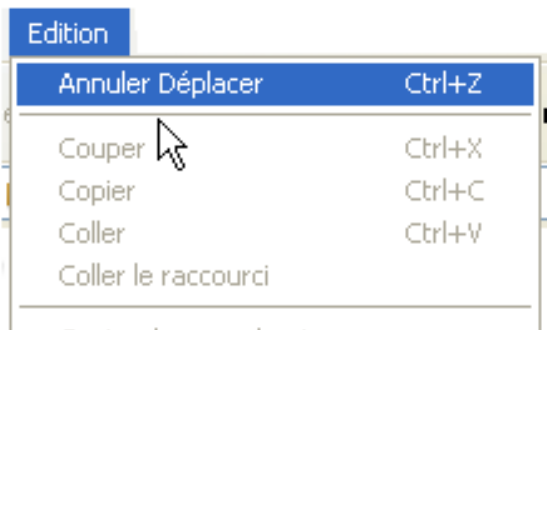 Edition
Annuler Déplacer Ctrl+Z
Couper Ctrl+X
Copier Ctrl+C
Coller Ctrl+V
Coller le raccourci